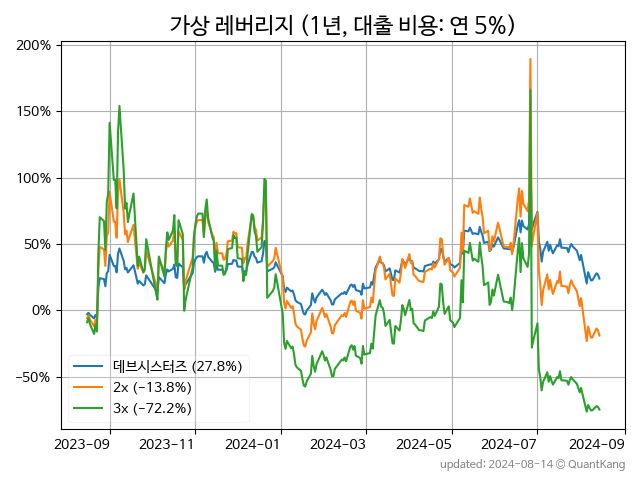 가상 레버리지 (1년, 대출 비용: 연 5%)
200%
150%
100%
50%
0%
−50%
데브시스터즈 (27.8%)
2x (-13.8%)
3x (-72.2%)
2023-09 2023-11 2024-01 2024-03 2024-05 2024-07 2024-09
updated: 2024-08-14 © QuantKang